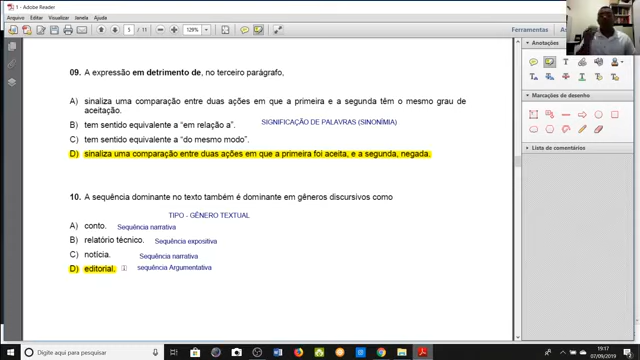 1 - Adobe Reader
Arquivo Editar Visualizar Janela Ajuda
5 / 11 129%
Ferramentas
Anotações
09. A expressão em detrimento de, no terceiro parágrafo,
A) sinaliza uma comparação entre duas ações em que a primeira e a segunda têm o mesmo grau de
aceitação.
B) tem sentido equivalente a "em relação a". SIGNIFICAÇÃO DE PALAVRAS (SINONÍMIA)
C) tem sentido equivalente a "do mesmo modo".
D) sinaliza uma comparação entre duas ações em que a primeira foi aceita, e a segunda, negada.
10. A sequência dominante no texto também é dominante em gêneros discursivos como
TIPO - GÊNERO TEXTUAL
A) conto. Sequência narrativa
B) relatório técnico. Sequência expositiva
C) notícia. Sequência narrativa
D) editorial. sequência Argumentativa
Marcações de desenho
Lista de comentários
Digite aqui para pesquisar
19:17
07/09/2019